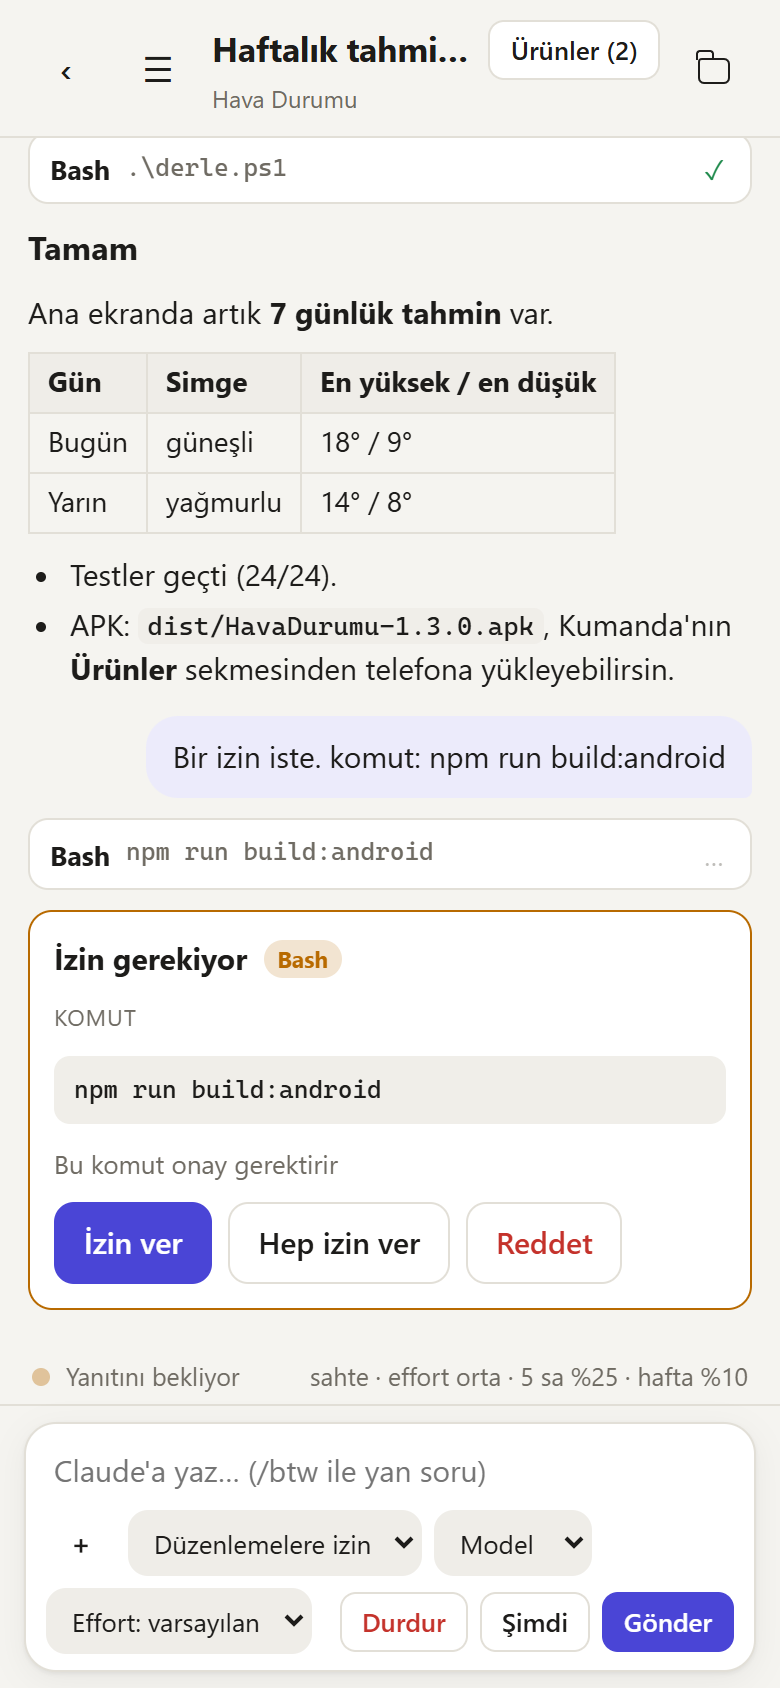 ‹ ☰ Haftalık tahmi... Ürünler (2)
Hava Durumu
Bash .\derle.ps1 ✓
Tamam
Ana ekranda artık 7 günlük tahmin var.
Gün Simge En yüksek / en düşük
Bugün güneşli 18° / 9°
Yarın yağmurlu 14° / 8°
• Testler geçti (24/24).
• APK: dist/HavaDurumu-1.3.0.apk, Kumanda'nın
Ürünler sekmesinden telefona yükleyebilirsin.
Bir izin iste. komut: npm run build:android
Bash npm run build:android ...
İzin gerekiyor Bash
KOMUT
npm run build:android
Bu komut onay gerektirir
İzin ver Hep izin ver Reddet
Yanıtını bekliyor sahte · effort orta · 5 sa %25 · hafta %10
Claude'a yaz... (/btw ile yan soru)
+ Düzenlemelere izin Model
Effort: varsayılan Durdur Şimdi Gönder